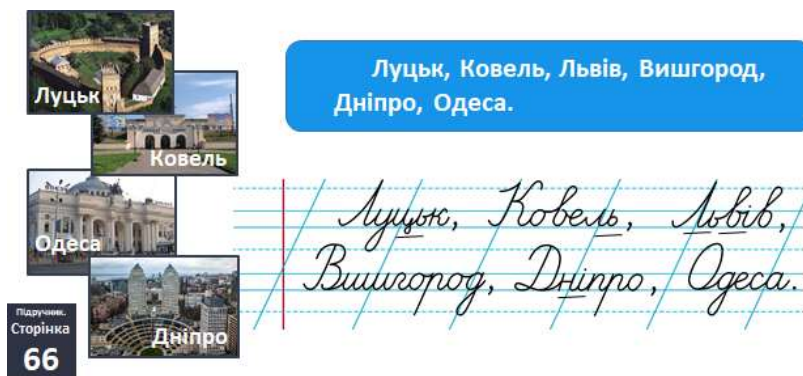 Луцьк
Ковель
Одеса
Дніпро
Підручник.
Сторінка
66
Луцьк, Ковель, Львів, Вишгород,
Дніпро, Одеса.
Луцьк, Ковель, Львів,
Вишгород, Дніпро, Одеса.